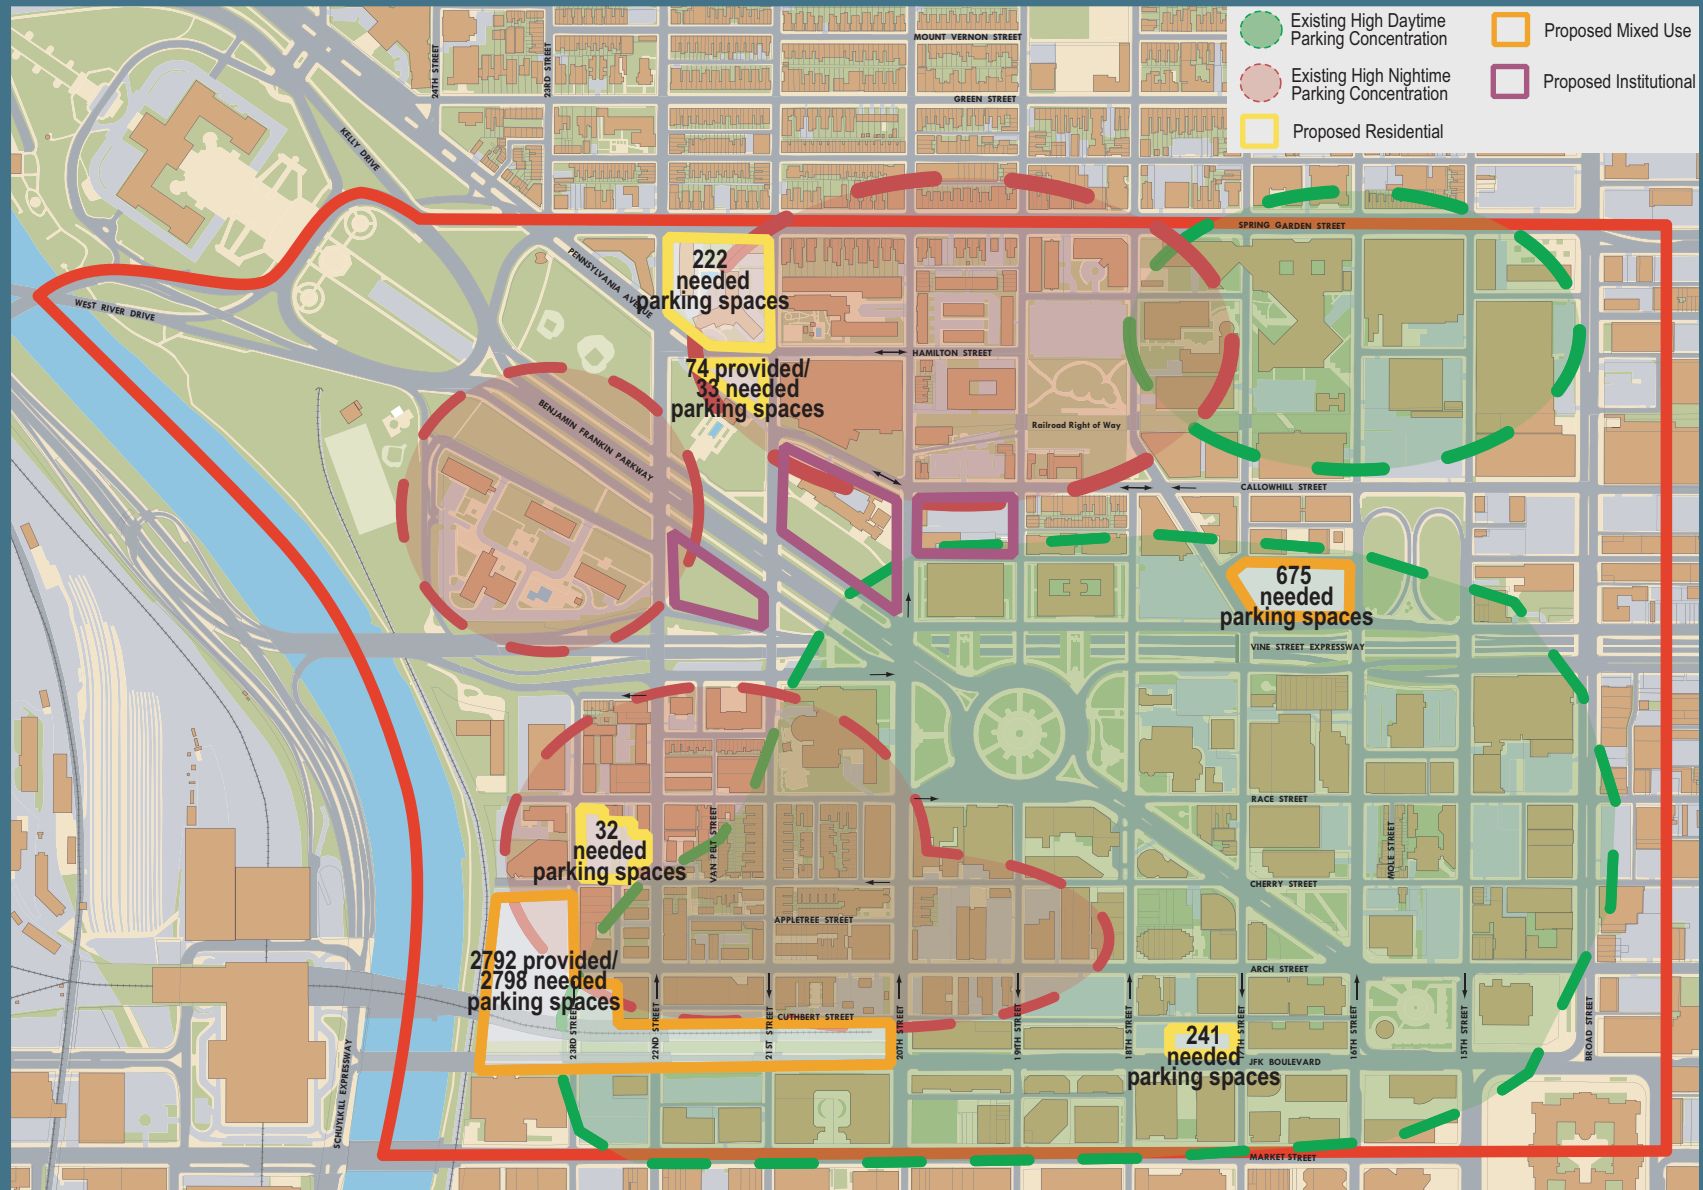 Existing High Daytime
Parking Concentration
Proposed Mixed Use
Existing High Nightime
Parking Concentration
Proposed Institutional
Proposed Residential
MOUNT VERNON STREET
24TH STREET
23RD STREET
GREEN STREET
KELLY DRIVE
SPRING GARDEN STREET
PENNSYLVANIA AVENUE
222
needed
parking spaces
WEST RIVER DRIVE
HAMILTON STREET
74 provided/
33 needed
parking spaces
BENJAMIN FRANKIN PARKWAY
Railroad Right of Way
CALLOWHILL STREET
675
needed
parking spaces
VINE STREET EXPRESSWAY
RACE STREET
VAN PELT STREET
MOLE STREET
32
needed
parking spaces
CHERRY STREET
APPLETREE STREET
2792 provided/
2798 needed
parking spaces
ARCH STREET
CUTHBERT STREET
23RD STREET
22ND STREET
21ST STREET
20TH STREET
19TH STREET
18TH STREET
17TH STREET
16TH STREET
15TH STREET
BROAD STREET
241
needed
parking spaces
JFK BOULEVARD
SCHUYLKILL EXPRESSWAY
MARKET STREET